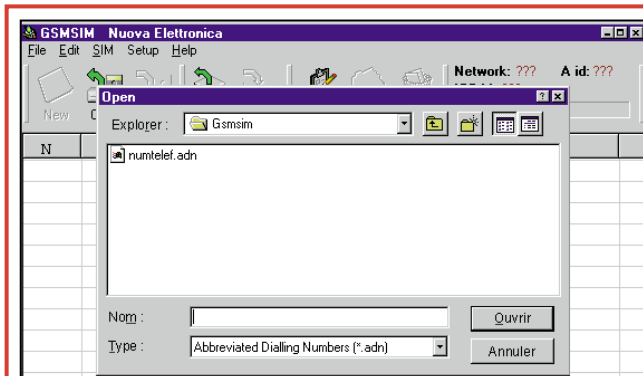 GSMSIM Nuova Elettronica
File Edit SIM Setup Help
Network: ??? A id: ???
New
Open
Explorer : Gsmsim
N
numtelef.adn
Nom :
Ouvrir
Type : Abbreviated Dialling Numbers (*.adn)
Annuler